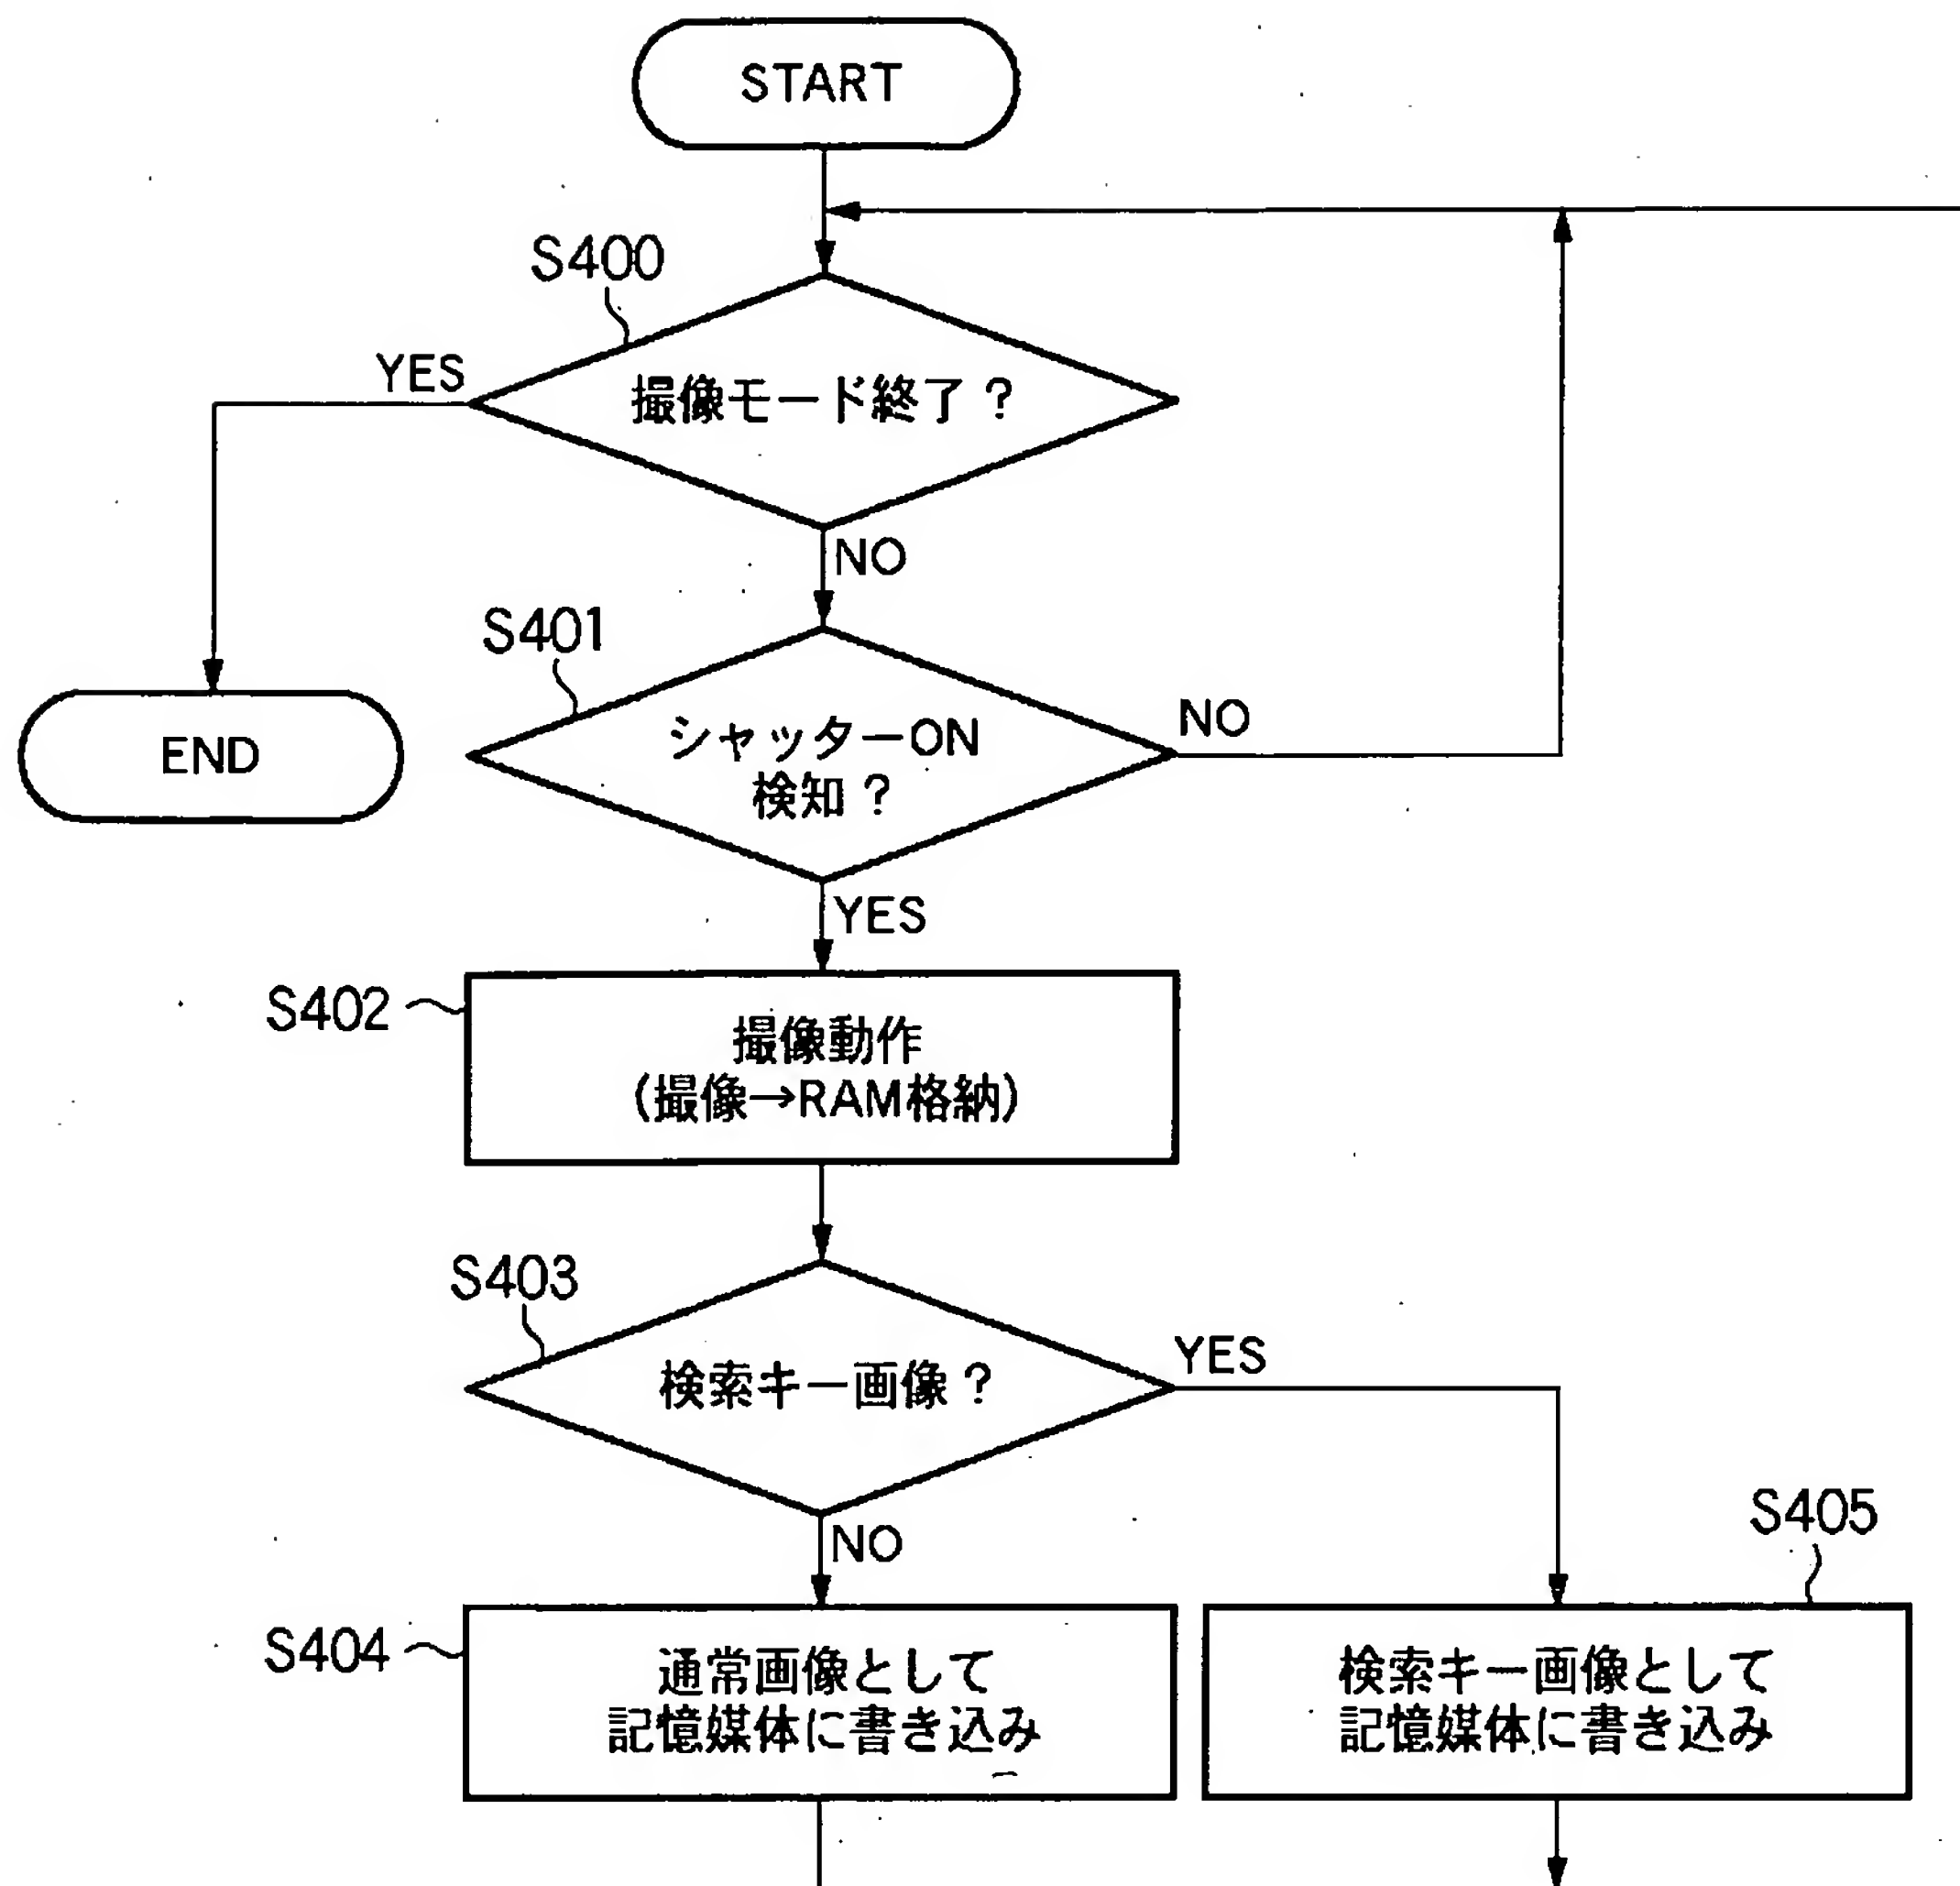 START
S400
YES
撮像モード終了?
NO
S401
シャッターON
検知?
NO
END
YES
S402
撮像動作
(撮像→RAM格納)
S403
検索キー画像?
YES
NO
S405
S404
通常画像として
記憶媒体に書き込み
検索キー画像として
記憶媒体に書き込み